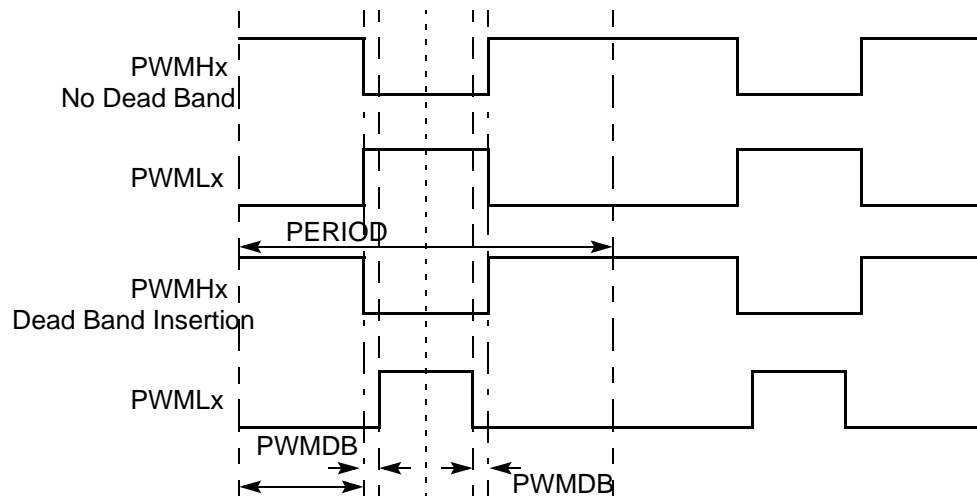 PWMHx
No Dead Band
PWMLx
PERIOD
PWMHx
Dead Band Insertion
PWMLx
PWMDB
PWMDB